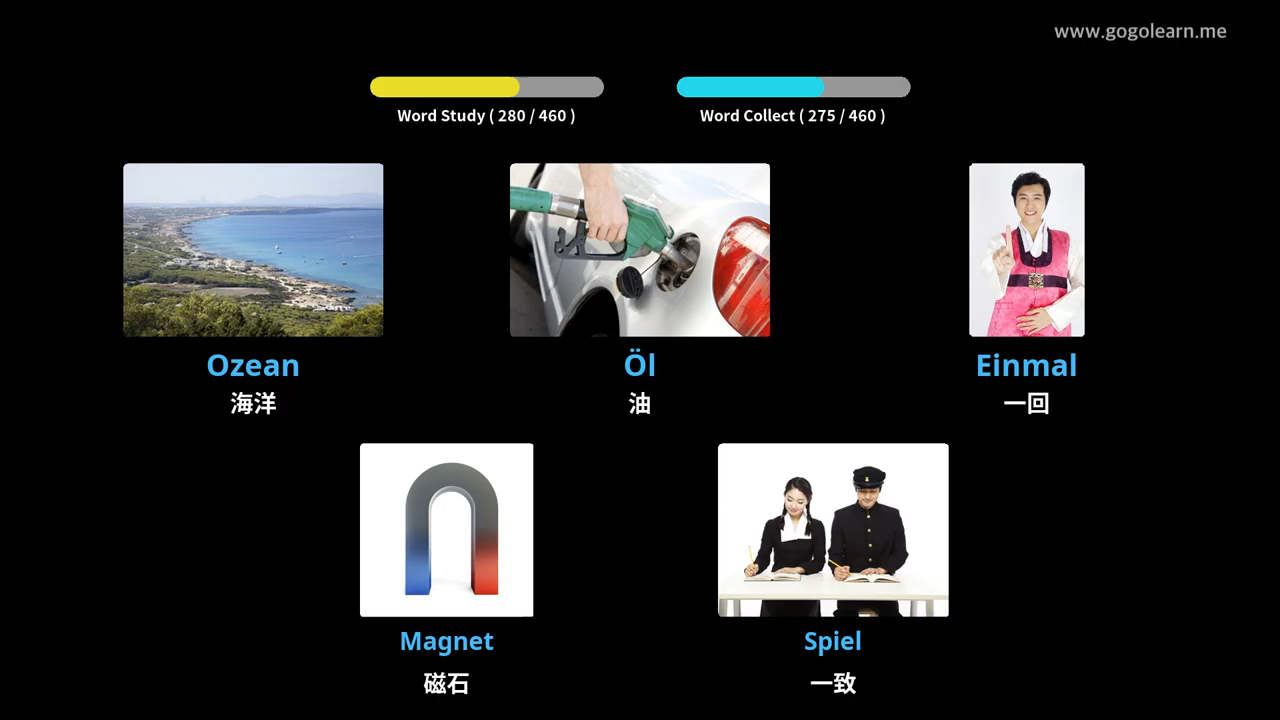 www.gogolearn.me
Word Study ( 280 / 460 )
Word Collect ( 275 / 460 )
Ozean
海洋
Öl
油
Einmal
一回
Magnet
磁石
Spiel
一致